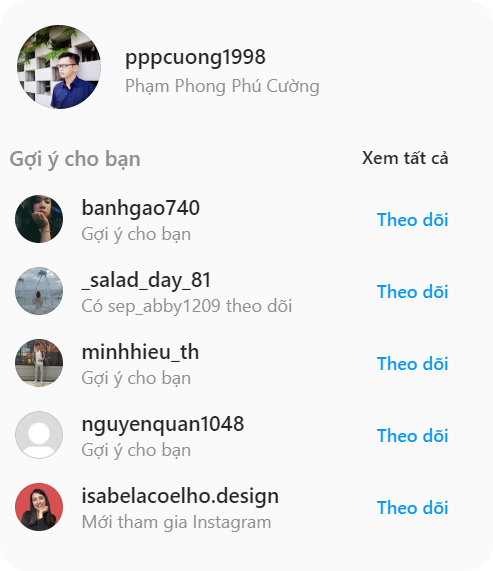 pppcuong1998
Phạm Phong Phú Cường
Gợi ý cho bạn Xem tất cả
banhgao740
Gợi ý cho bạn
Theo dõi
_salad_day_81
Có sep_abby1209 theo dõi
Theo dõi
minhhieu_th
Gợi ý cho bạn
Theo dõi
nguyenquan1048
Gợi ý cho bạn
Theo dõi
isabelacoelho.design
Mới tham gia Instagram
Theo dõi